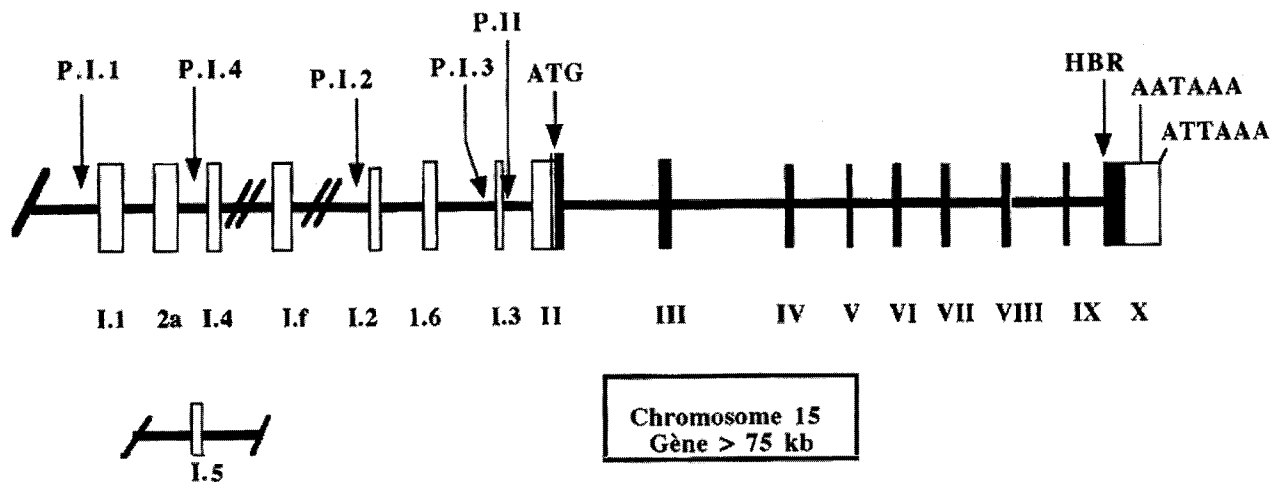 P.II
P.I.1 P.I.4 P.I.2 P.I.3 ATG HBR
AATAAA
ATTAAA
I.1 2a I.4 I.f I.2 1.6 I.3 II III IV V VI VII VIII IX X
Chromosome 15
Gène > 75 kb
I.5